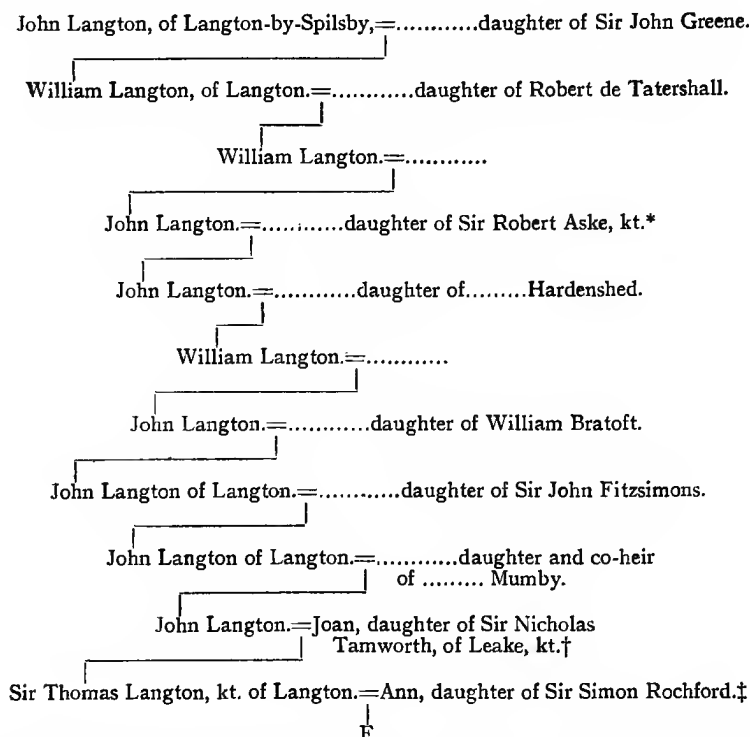 John Langton, of Langton-by-Spilsby,=............daughter of Sir John Greene.
William Langton, of Langton.=............daughter of Robert de Tatershall.
William Langton.=............
John Langton.=............daughter of Sir Robert Aske, kt.*
John Langton.=............daughter of.........Hardenshed.
William Langton.=............
John Langton.=............daughter of William Bratoft.
John Langton of Langton.=............daughter of Sir John Fitzsimons.
John Langton of Langton.=............daughter and co-heir
of ......... Mumby.
John Langton.=Joan, daughter of Sir Nicholas
Tamworth, of Leake, kt.†
Sir Thomas Langton, kt. of Langton.=Ann, daughter of Sir Simon Rochford.‡